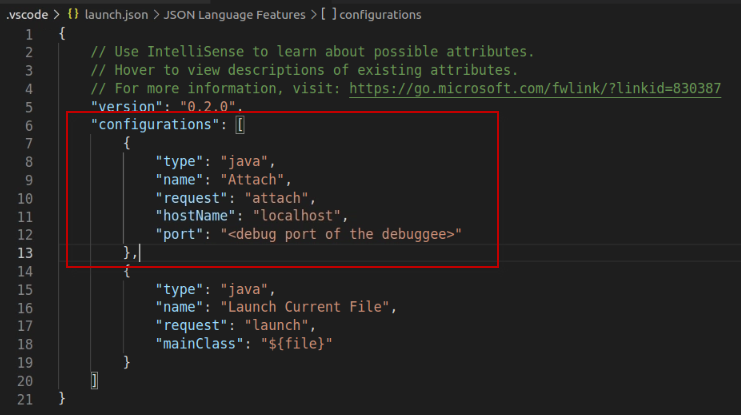 .vscode > {} launch.json > JSON Language Features > [ ] configurations
1 {
2 // Use IntelliSense to learn about possible attributes.
3 // Hover to view descriptions of existing attributes.
4 // For more information, visit: https://go.microsoft.com/fwlink/?linkid=830387
5 "version": "0.2.0",
6 "configurations": [
7 {
8 "type": "java",
9 "name": "Attach",
10 "request": "attach",
11 "hostName": "localhost",
12 "port": "<debug port of the debuggee>"
13 },
14 {
15 "type": "java",
16 "name": "Launch Current File",
17 "request": "launch",
18 "mainClass": "${file}"
19 }
20 ]
21 }